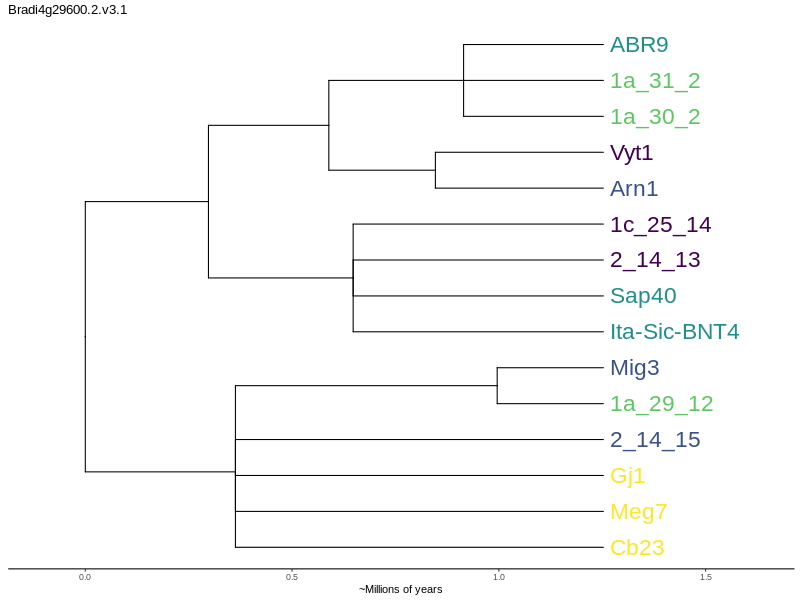 Bradi4g29600.2.v3.1
ABR9
1a_31_2
1a_30_2
Vyt1
Arn1
1c_25_14
2_14_13
Sap40
Ita-Sic-BNT4
Mig3
1a_29_12
2_14_15
Gj1
Meg7
Cb23
0.0 0.5 1.0 1.5
~Millions of years